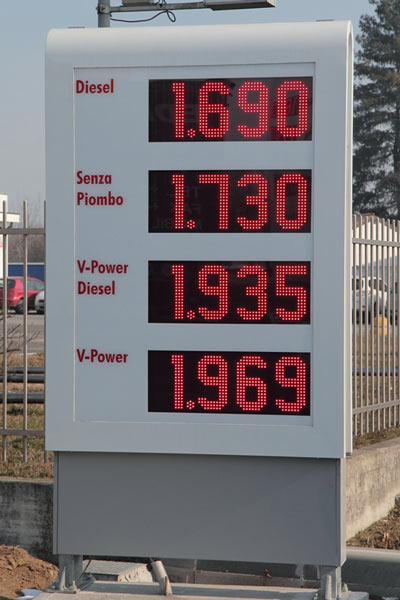 Diesel 1.690
Senza 1.730
Piombo
V-Power 1.935
Diesel
V-Power 1.969